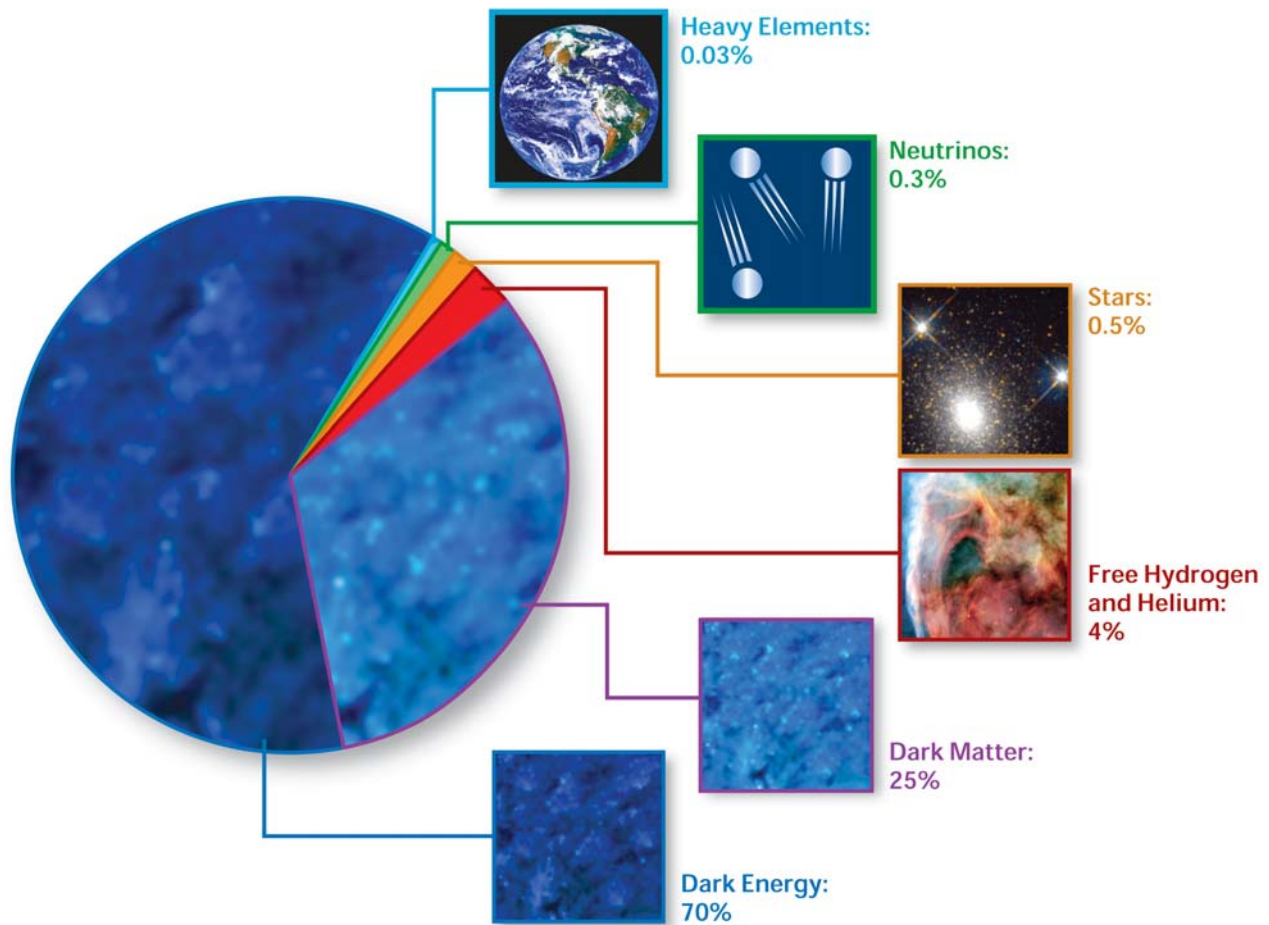 Heavy Elements:
0.03%
Neutrinos:
0.3%
Stars:
0.5%
Free Hydrogen
and Helium:
4%
Dark Matter:
25%
Dark Energy:
70%